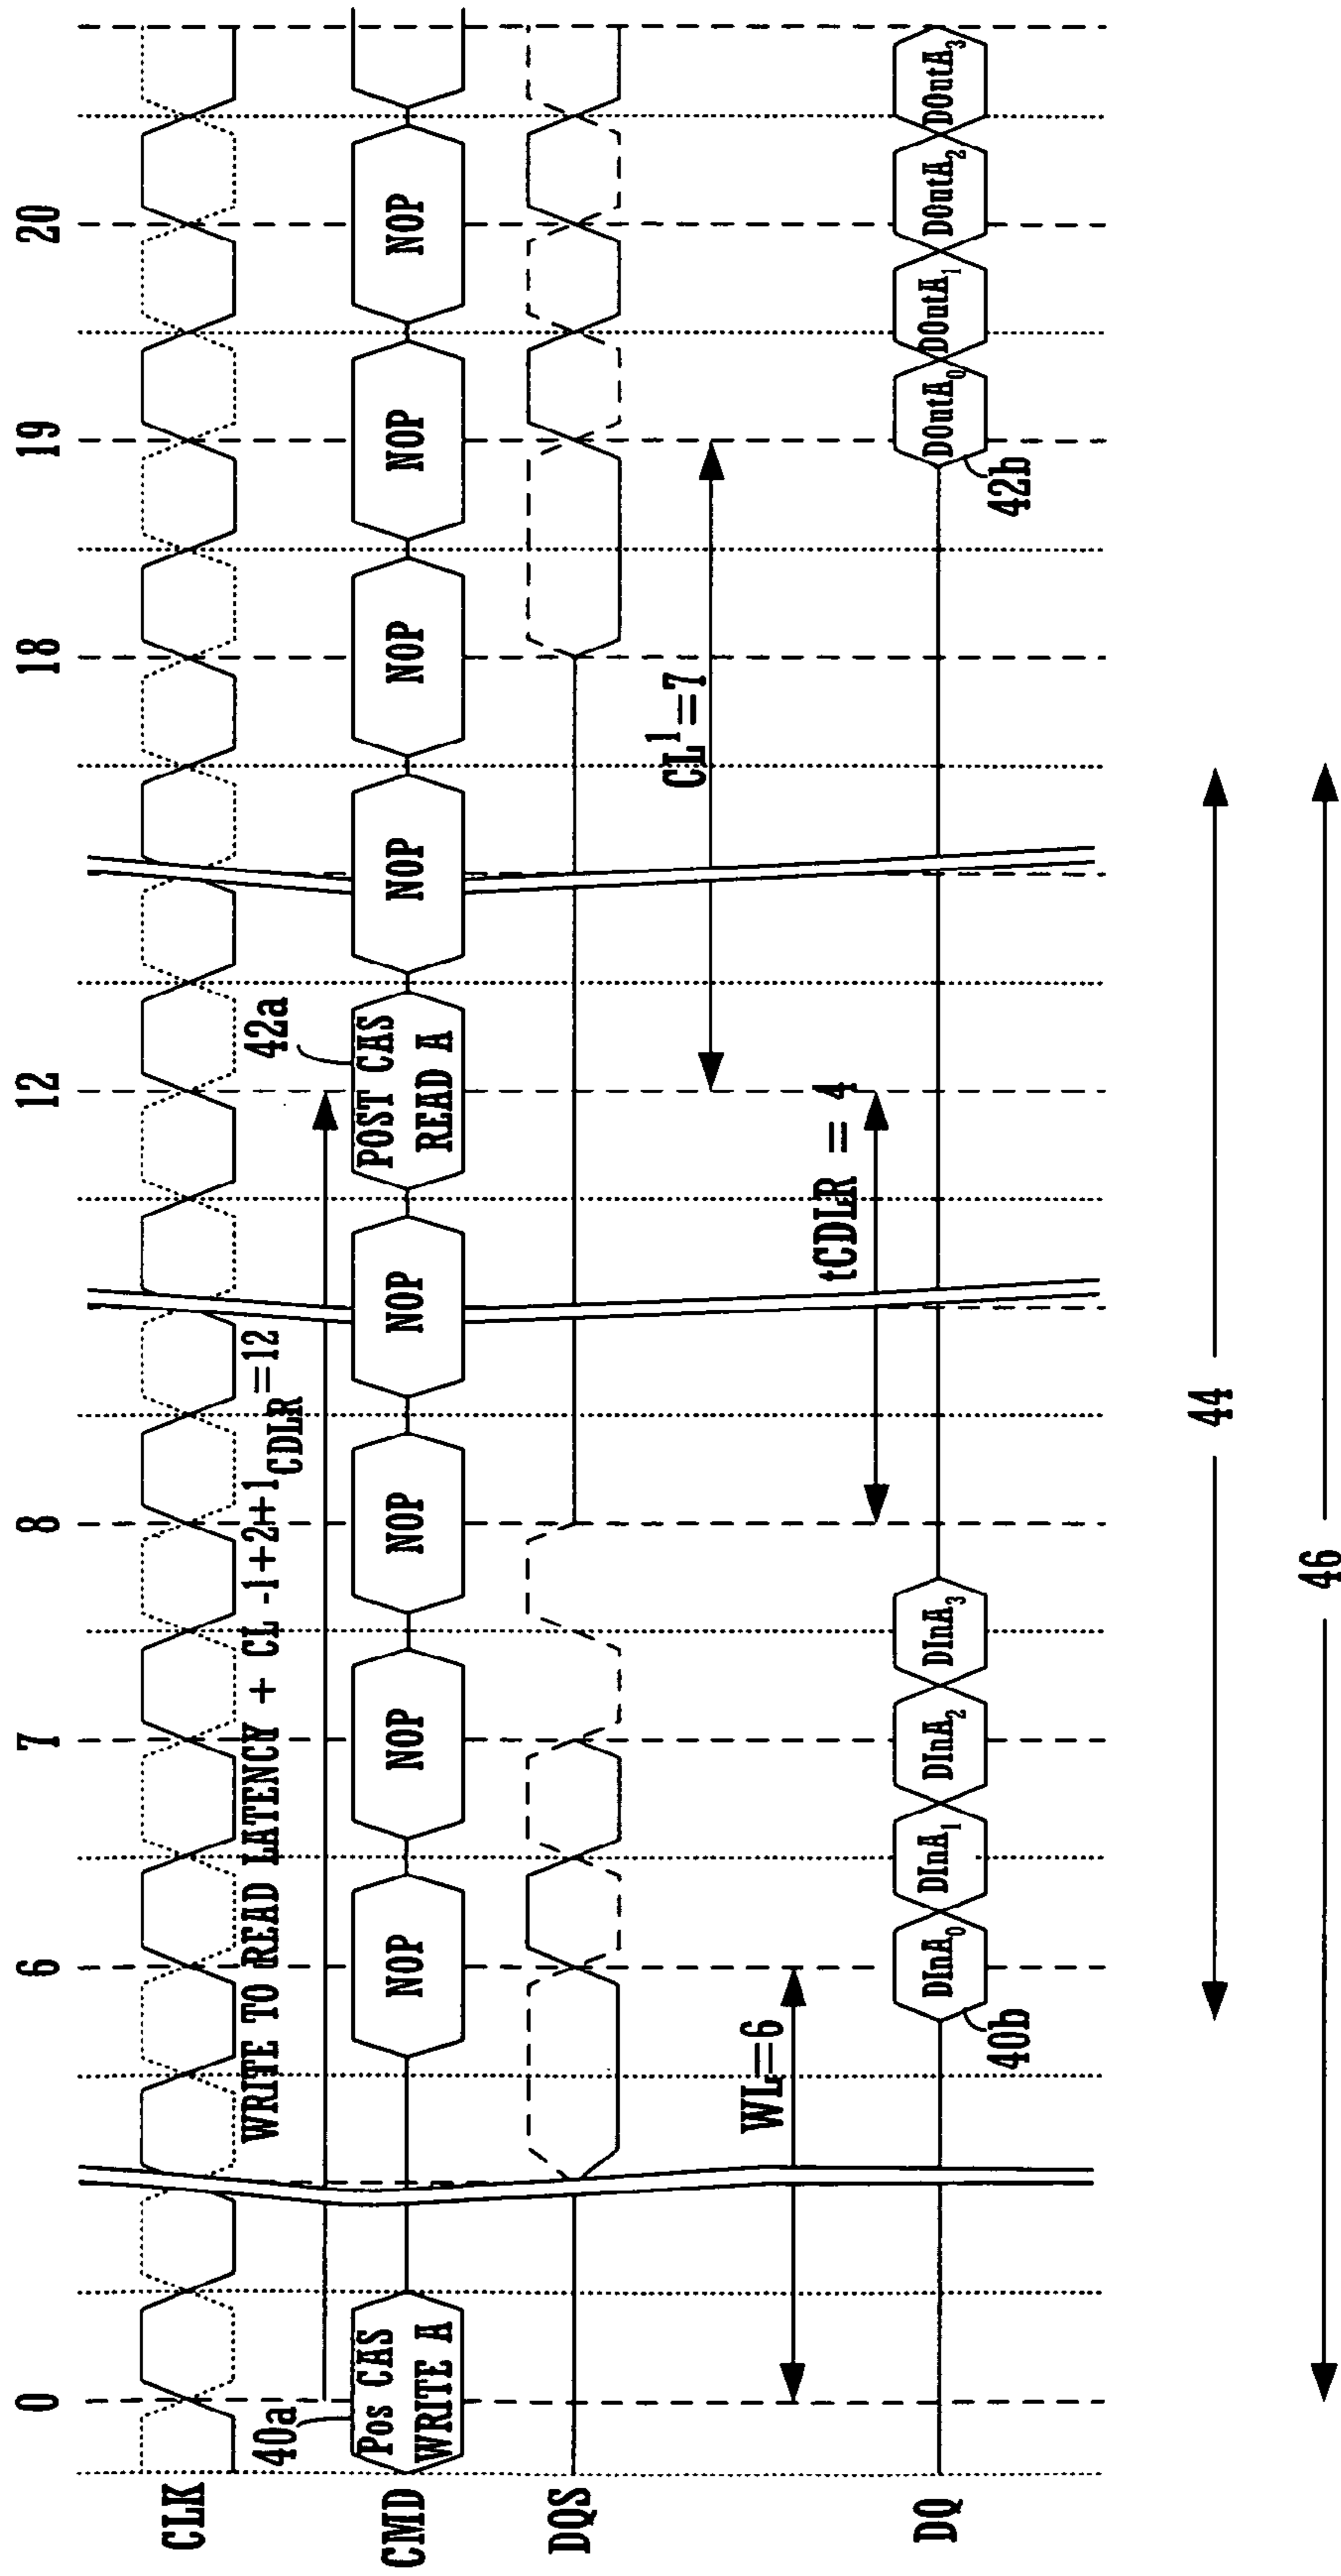 0 6 7 8 12 18 19 20
CLK
WRITE TO READ LATENCY + CL -1+2+1CDLR=12
40a
42a
CMD
Pos CAS
WRITE A
NOP
NOP
NOP
NOP
POST CAS
READ A
NOP
NOP
NOP
NOP
DQS
CL¹=7
WL=6
tCDLR = 4
DQ
DInA₀
DInA₁
DInA₂
DInA₃
DOutA₀
DOutA₁
DOutA₂
DOutA₃
40b
42b
44
46